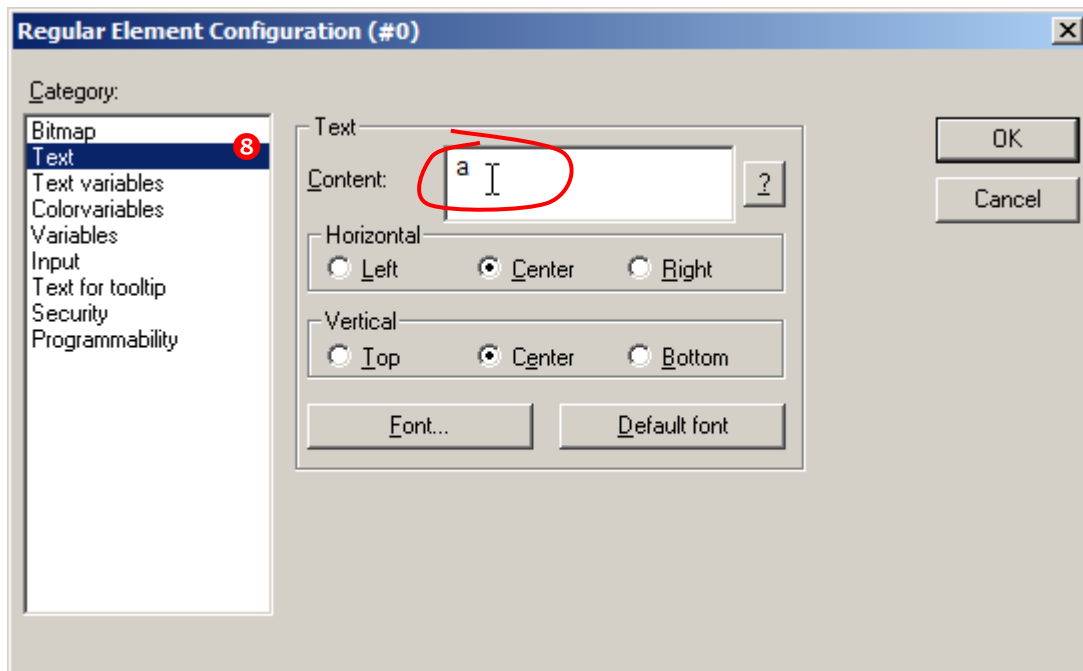 Regular Element Configuration (#0)
Category:
Bitmap
Text
8
Text variables
Colorvariables
Variables
Input
Text for tooltip
Security
Programmability
Text
Content:
a
?
Horizontal
Left
Center
Right
Vertical
Top
Center
Bottom
Font...
Default font
OK
Cancel